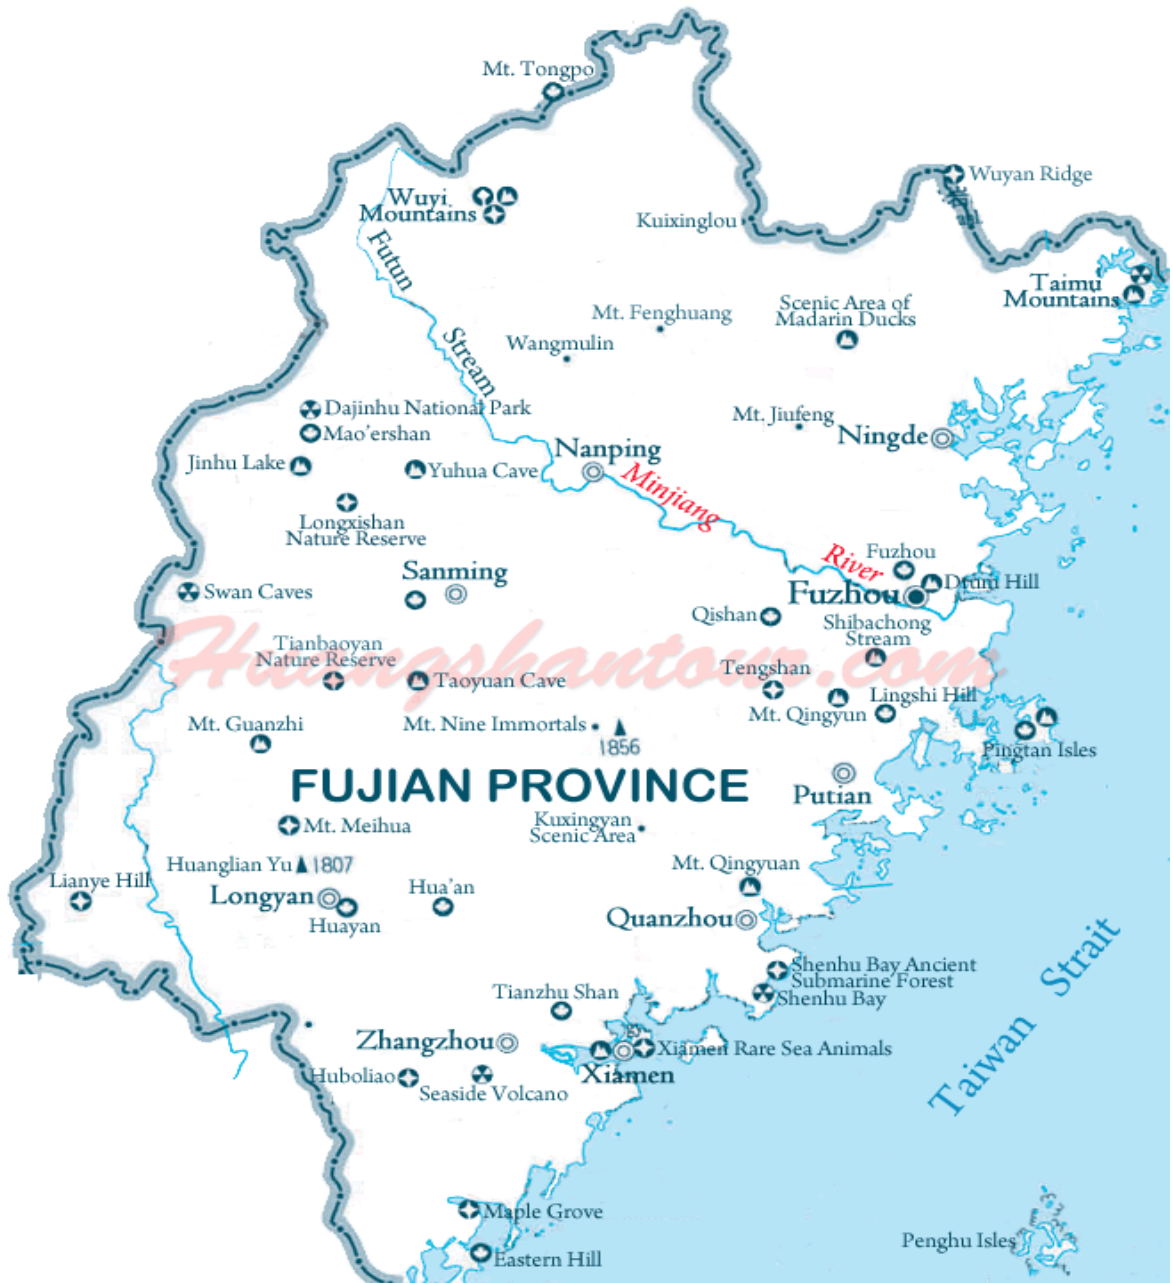 Mt. Tongpo
Wuyan Ridge
Wuyi
Mountains
Kuixinglou
Futun
Stream
Taimu
Mountains
Scenic Area of
Madarin Ducks
Mt. Fenghuang
Wangmulin
Dajinhu National Park
Mao'ershan
Mt. Jiufeng
Ningde
Nanping
Jinhu Lake
Yuhua Cave
Minjiang
River
Longxishan
Nature Reserve
Fuzhou
Sanming
Drum Hill
Swan Caves
Fuzhou
Qishan
Shibachong
Stream
Huangshantour.com
Tianbaoyan
Nature Reserve
Taoyuan Cave
Tengshan
Lingshi Hill
Mt. Qingyun
Mt. Guanzhi
Mt. Nine Immortals
1856
Pingtan Isles
FUJIAN PROVINCE
Putian
Mt. Meihua
Kuxingyan
Scenic Area
Huanglian Yu
1807
Mt. Qingyuan
Lianye Hill
Longyan
Hua'an
Huayan
Quanzhou
Taiwan Strait
Shenhu Bay Ancient
Submarine Forest
Shenhu Bay
Tianzhu Shan
Zhangzhou
Xiamen Rare Sea Animals
Xiamen
Huboliao
Seaside Volcano
Maple Grove
Eastern Hill
Penghu Isles